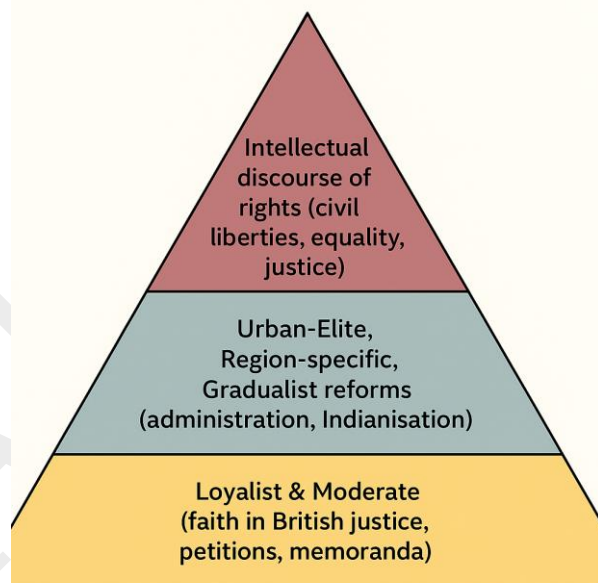 Intellectual
discourse of
rights (civil
liberties, equality,
justice)
Urban-Elite,
Region-specific,
Gradualist reforms
(administration, Indianisation)
Loyalist & Moderate
(faith in British justice,
petitions, memoranda)